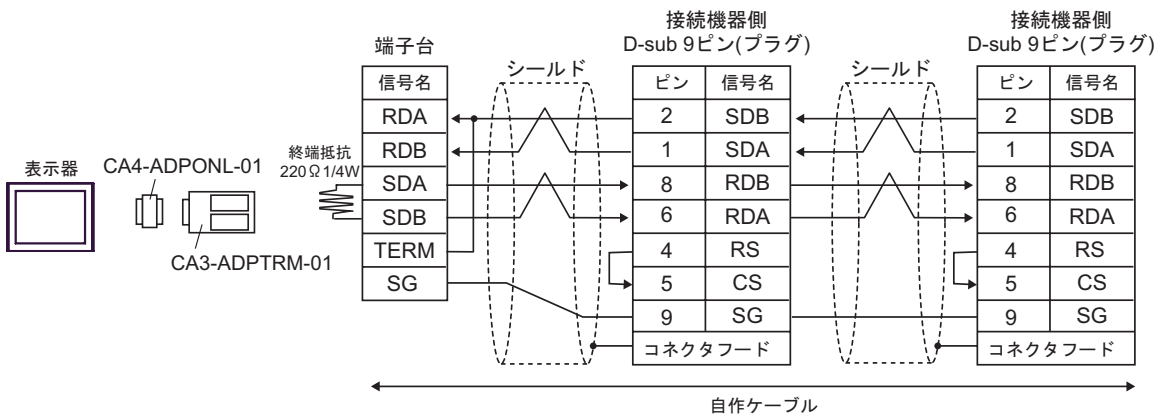 表示器
CA4-ADPONL-01
CA3-ADPTRM-01
終端抵抗
220Ω1/4W
端子台
信号名
RDA
RDB
SDA
SDB
TERM
SG
シールド
接続機器側
D-sub 9ピン(プラグ)
ピン 信号名
2 SDB
1 SDA
8 RDB
6 RDA
4 RS
5 CS
9 SG
コネクタフード
シールド
接続機器側
D-sub 9ピン(プラグ)
ピン 信号名
2 SDB
1 SDA
8 RDB
6 RDA
4 RS
5 CS
9 SG
コネクタフード
自作ケーブル